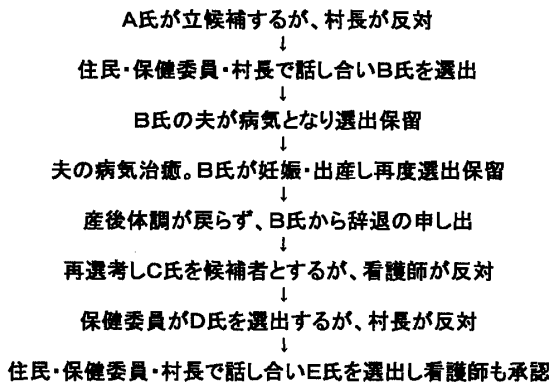 A氏が立候補するが、村長が反対
↓
住民・保健委員・村長で話し合いB氏を選出
↓
B氏の夫が病気となり選出保留
↓
夫の病気治癒。B氏が妊娠・出産し再度選出保留
↓
産後体調が戻らず、B氏から辞退の申し出
↓
再選考しC氏を候補者とするが、看護師が反対
↓
保健委員がD氏を選出するが、村長が反対
↓
住民・保健委員・村長で話し合いE氏を選出し看護師も承認